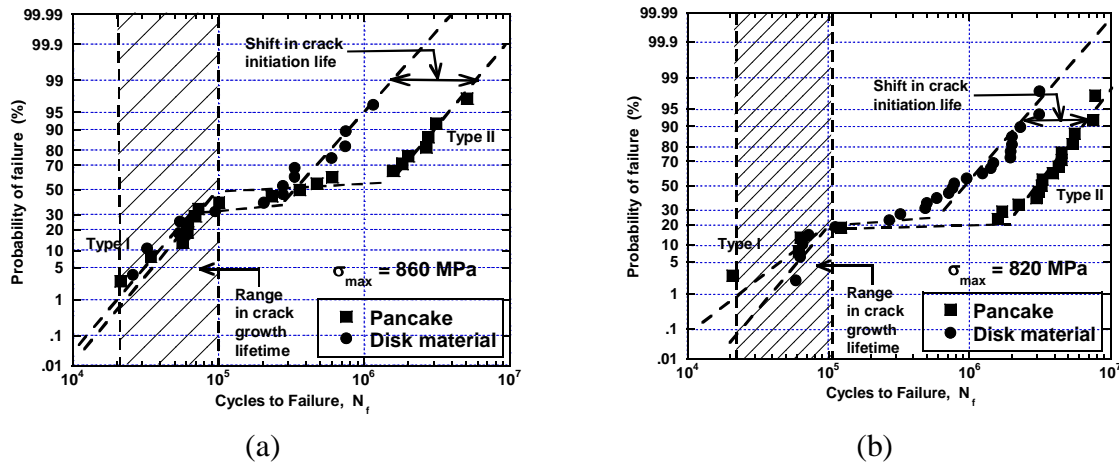 99.99
99.9
99
95
90
80
70
50
30
20
10
5
1
.1
.01
Probability of failure (%)
Shift in crack
initiation life
Type II
Type I
σmax = 860 MPa
Range
in crack
growth
lifetime
Pancake
Disk material
10^4
10^5
10^6
10^7
Cycles to Failure, N_f
(a)
99.99
99.9
99
95
90
80
70
50
30
20
10
5
1
.1
.01
Probability of failure (%)
Shift in crack
initiation life
Type II
Type I
σmax = 820 MPa
Range
in crack
growth
lifetime
Pancake
Disk material
10^4
10^5
10^6
10^7
Cycles to Failure, N_f
(b)